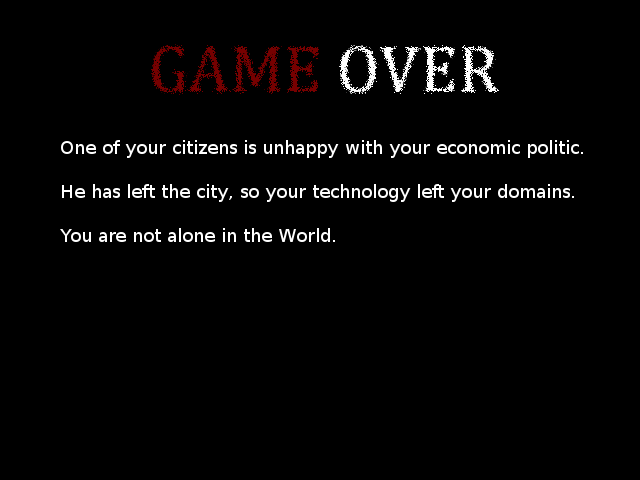 GAME OVER
One of your citizens is unhappy with your economic politic.
He has left the city, so your technology left your domains.
You are not alone in the World.